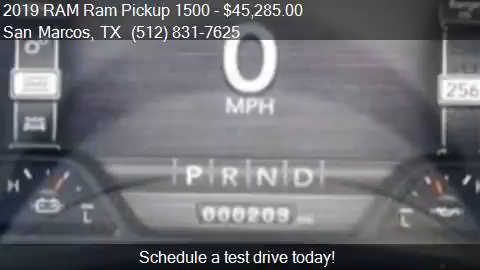 2019 RAM Ram Pickup 1500 - $45,285.00
San Marcos, TX (512) 831-7625
0
256
MPH
P R N D
H
H
000209
L
L
Schedule a test drive today!